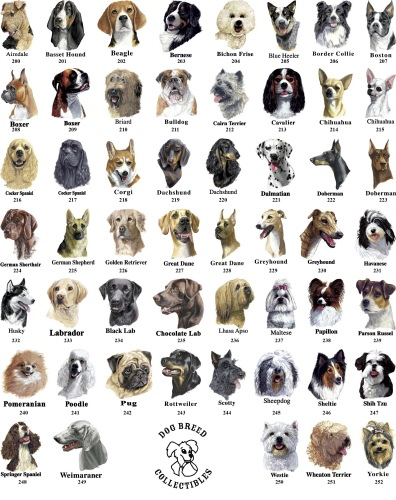 Airedale Basset Hound Beagle Bernese Bichon Frise Blue Heeler Border Collie Boston
200 201 202 203 204 205 206 207
Boxer Boxer Briard Bulldog Cairn Terrier Cavalier Chihuahua Chihuahua
208 209 210 211 212 213 214 215
Cocker Spaniel Cocker Spaniel Corgi Dachshund Dachshund Dalmatian Doberman Doberman
216 217 218 219 220 221 222 223
German Shorthair German Shepherd Golden Retriever Great Dane Great Dane Greyhound Greyhound Havanese
224 225 226 227 228 229 230 231
Husky Labrador Black Lab Chocolate Lab Lhasa Apso Maltese Papillon Parson Russel
232 233 234 235 236 237 238 239
Pomeranian Poodle Pug Rottweiler Scotty Sheepdog Sheltie Shih Tzu
240 241 242 243 244 245 246 247
Springer Spaniel Weimaraner DOG BREED COLLECTIBLES Westie Wheaton Terrier Yorkie
248 249 250 251 252